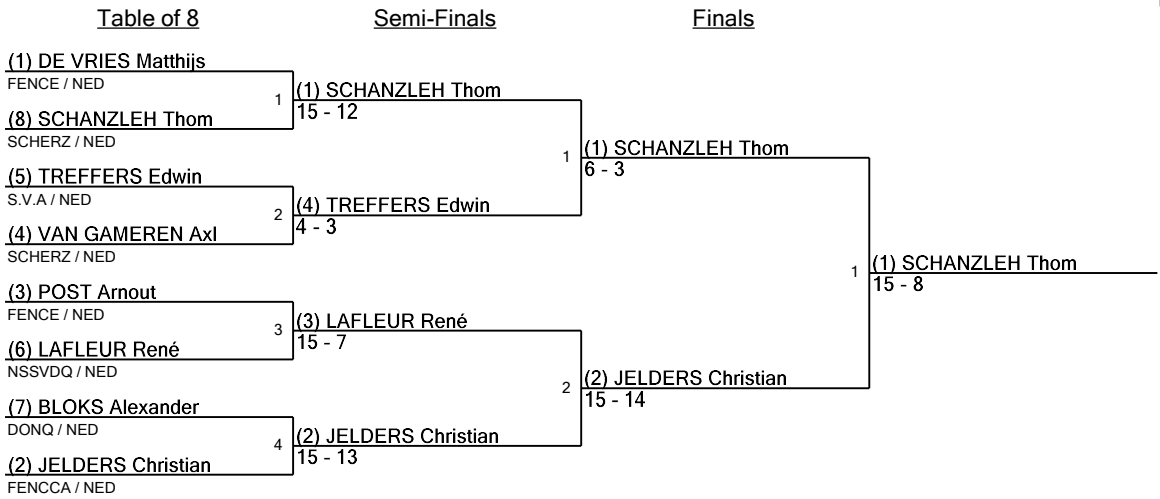 Table of 8
Semi-Finals
Finals
(1) DE VRIES Matthijs
FENCE / NED
1
(8) SCHANZLEH Thom
SCHERZ / NED
(5) TREFFERS Edwin
S.V.A / NED
2
(4) VAN GAMEREN Axl
SCHERZ / NED
(3) POST Arnout
FENCE / NED
3
(6) LAFLEUR René
NSSVDQ / NED
(7) BLOKS Alexander
DONQ / NED
4
(2) JELDERS Christian
FENCCA / NED
(1) SCHANZLEH Thom
15 - 12
1
(4) TREFFERS Edwin
4 - 3
(3) LAFLEUR René
15 - 7
2
(2) JELDERS Christian
15 - 13
(1) SCHANZLEH Thom
6 - 3
1
(2) JELDERS Christian
15 - 14
(1) SCHANZLEH Thom
15 - 8